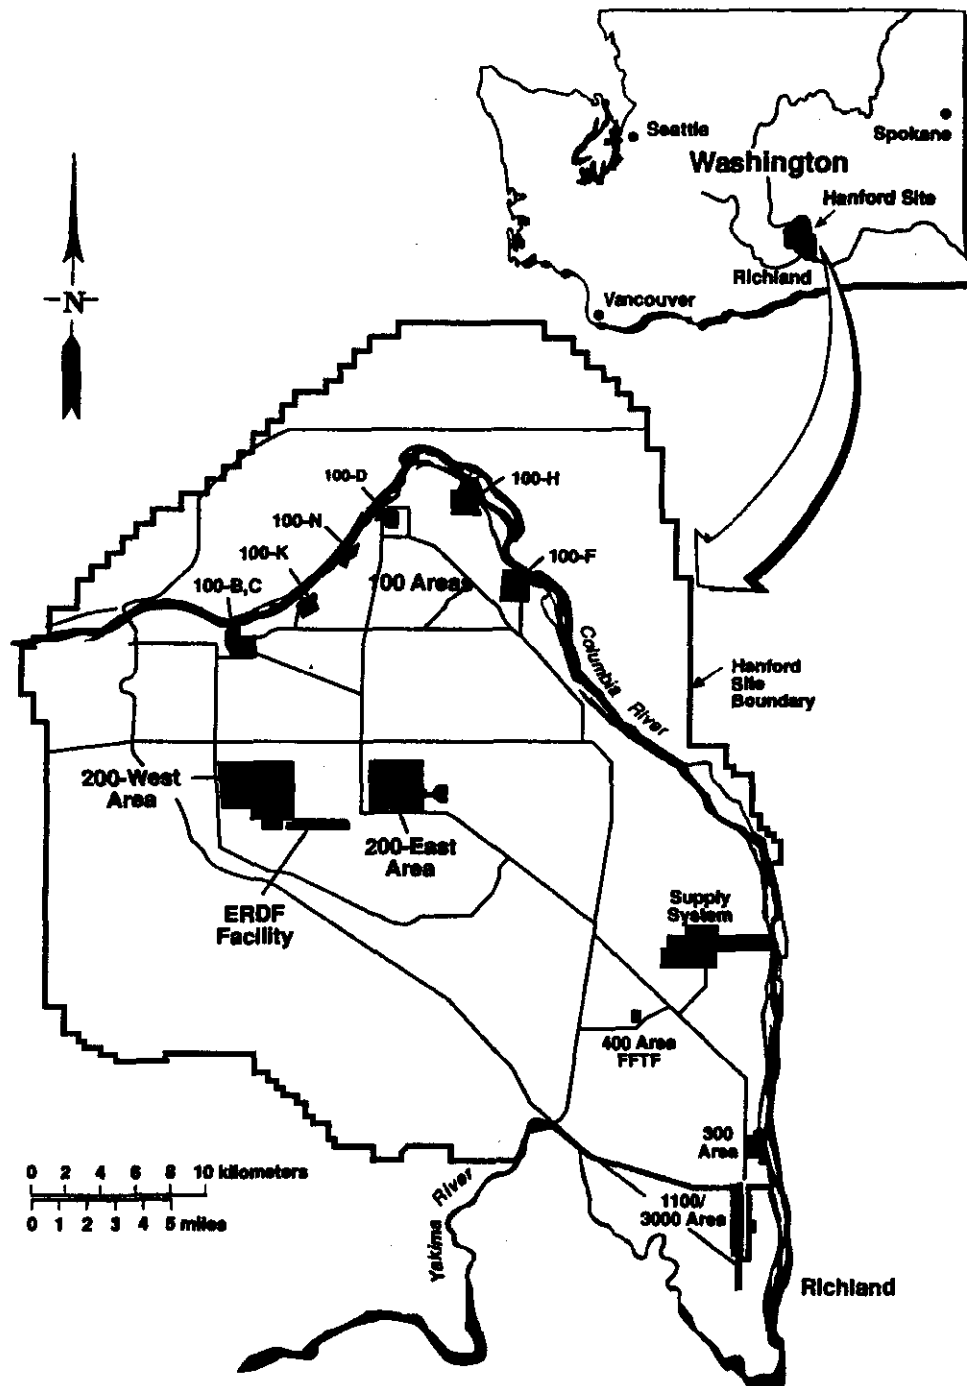 Seattle
Spokane
Washington
Hanford Site
Richland
Vancouver
N
100-D
100-H
100-N
100-K
100-F
100-B,C
100 Areas
Columbia
River
Hanford
Site
Boundary
200-West
Area
200-East
Area
ERDF
Facility
Supply
System
400 Area
FFTF
300
Area
0 2 4 6 8 10 kilometers
0 1 2 3 4 5 miles
Yakima River
1100/
3000 Area
Richland